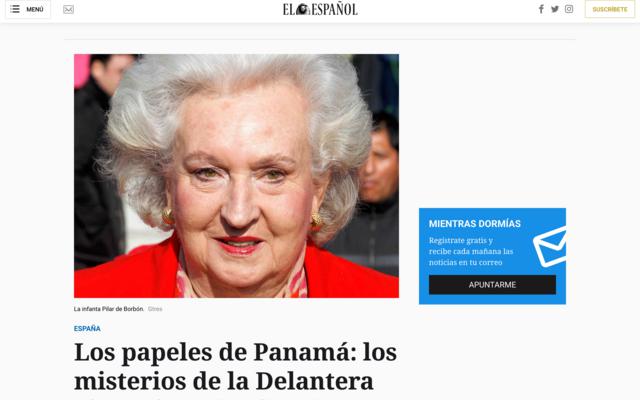 MENÚ
EL ESPAÑOL
SUSCRÍBETE
La infanta Pilar de Borbón. Gtres
ESPAÑA
Los papeles de Panamá: los
misterios de la Delantera
MIENTRAS DORMÍAS
Regístrate gratis y
recibe cada mañana las
noticias en tu correo
APUNTARME